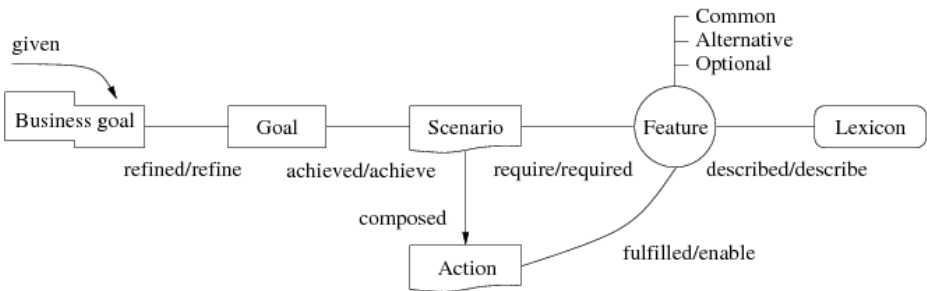 Common
Alternative
Optional
given
Business goal
Goal
Scenario
Feature
Lexicon
refined/refine
achieved/achieve
require/required
described/describe
composed
fulfilled/enable
Action